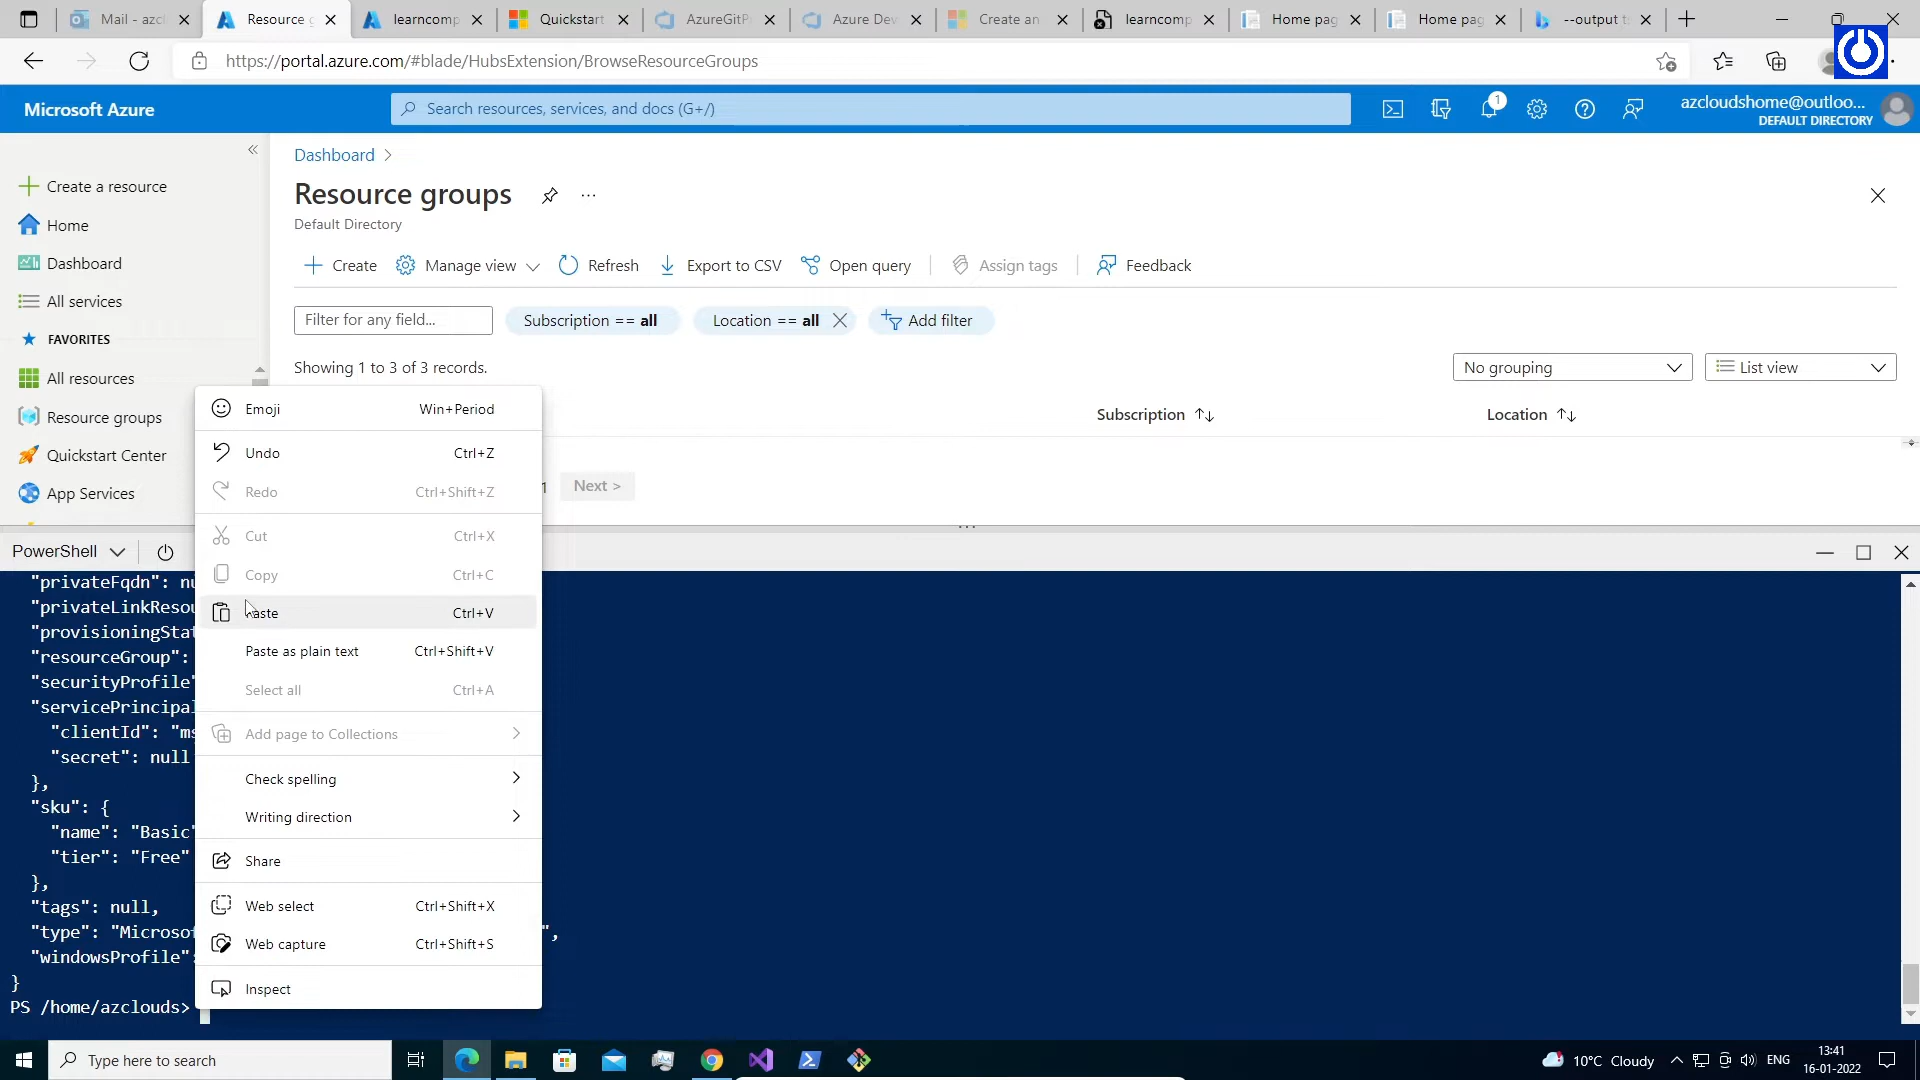 Mail - azcl
Resource g
learncomp
Quickstart
AzureGitP
Azure Dev
Create an
learncomp
Home pag
Home pag
--output t
https://portal.azure.com/#blade/HubsExtension/BrowseResourceGroups
Microsoft Azure
Search resources, services, and docs (G+/)
1
azcloudshome@outloo...
DEFAULT DIRECTORY
Dashboard >
Create a resource
Home
Dashboard
All services
FAVORITES
All resources
Resource groups
Quickstart Center
App Services
Resource groups
...
Default Directory
Create
Manage view
Refresh
Export to CSV
Open query
Assign tags
Feedback
Filter for any field...
Subscription == all
Location == all
Add filter
Showing 1 to 3 of 3 records.
No grouping
List view
Subscription
Location
1
Next >
Emoji Win+Period
Undo Ctrl+Z
Redo Ctrl+Shift+Z
Cut Ctrl+X
Copy Ctrl+C
Paste Ctrl+V
Paste as plain text Ctrl+Shift+V
Select all Ctrl+A
Add page to Collections
Check spelling
Writing direction
Share
Web select Ctrl+Shift+X
Web capture Ctrl+Shift+S
Inspect
PowerShell
"privateFqdn": nu
"privateLinkResou
"provisioningStat
"resourceGroup":
"securityProfile"
"servicePrincipal
"clientId": "ms
"secret": null
},
"sku": {
"name": "Basic"
"tier": "Free"
},
"tags": null,
"type": "Microsof ",
"windowsProfile":
}
PS /home/azclouds>
Type here to search
10°C Cloudy
ENG
13:41
16-01-2022